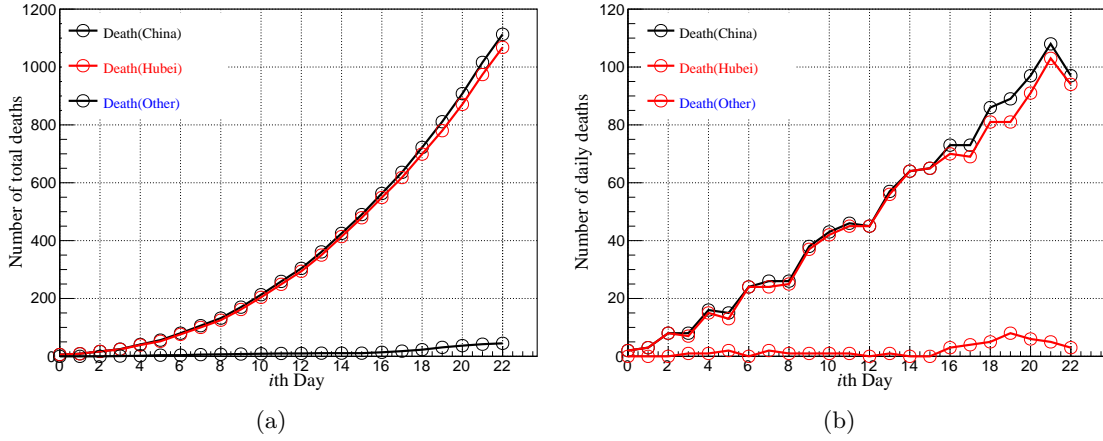 1200
1000
800
600
400
200
0
Number of total deaths
Death(China)
Death(Hubei)
Death(Other)
0 2 4 6 8 10 12 14 16 18 20 22
ith Day
(a)
120
100
80
60
40
20
0
Number of daily deaths
Death(China)
Death(Hubei)
Death(Other)
0 2 4 6 8 10 12 14 16 18 20 22
ith Day
(b)